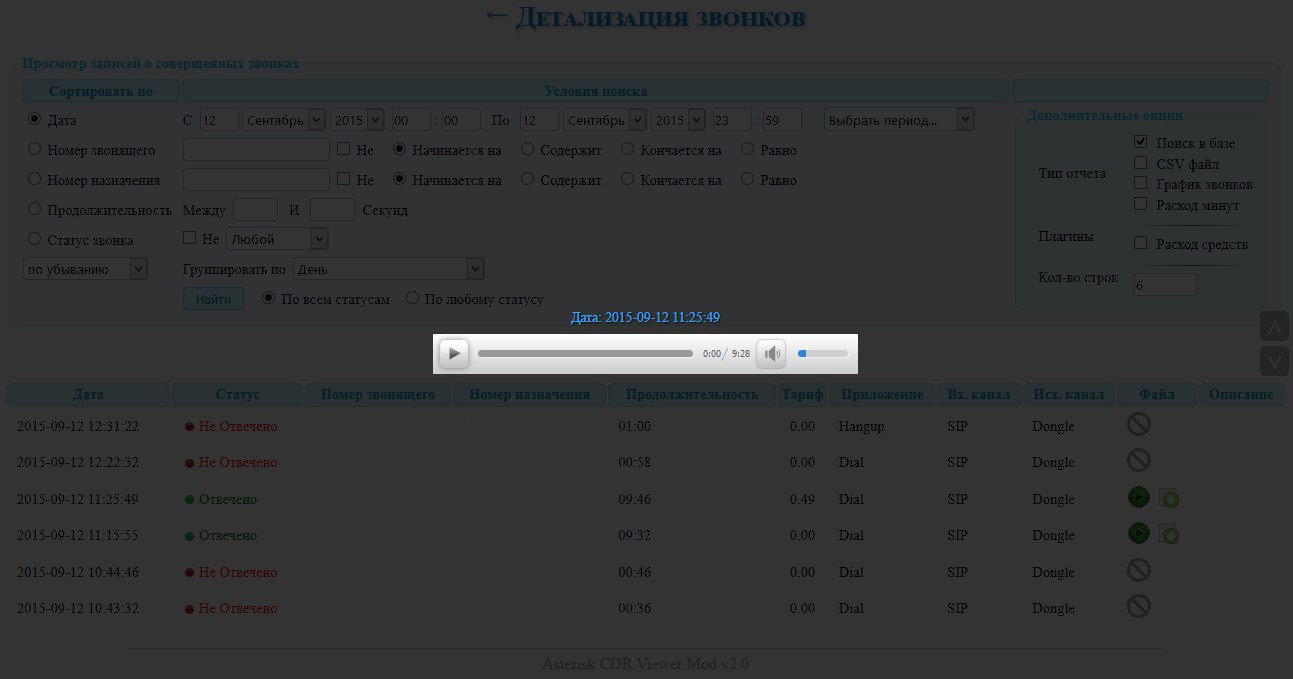 ← Детализация звонков
Просмотр записей о совершенных звонках
Сортировать по Условия поиска
Дата С 12 Сентябрь 2015 00 : 00 По 12 Сентябрь 2015 23 : 59 Выбрать период...
Дополнительные опции
Номер звонящего Не Начинается на Содержит Кончается на Равно
Номер назначения Не Начинается на Содержит Кончается на Равно
Продолжительность Между И Секунд
Статус звонка Не Любой
по убыванию Группировать по День
Найти По всем статусам По любому статусу
Тип отчета
Поиск в базе
CSV файл
График звонков
Расход минут
Плагины Расход средств
Кол-во строк 6
Дата: 2015-09-12 11:25:49
0:00 / 9:28
Дата Статус Номер звонящего Номер назначения Продолжительность Тариф Приложение Вх. канал Исх. канал Файл Описание
2015-09-12 12:31:22 Не Отвечено 01:00 0.00 Hangup SIP Dongle
2015-09-12 12:22:32 Не Отвечено 00:58 0.00 Dial SIP Dongle
2015-09-12 11:25:49 Отвечено 09:46 0.49 Dial SIP Dongle
2015-09-12 11:15:55 Отвечено 09:32 0.00 Dial SIP Dongle
2015-09-12 10:44:46 Не Отвечено 00:46 0.00 Dial SIP Dongle
2015-09-12 10:43:32 Не Отвечено 00:36 0.00 Dial SIP Dongle
Asterisk CDR Viewer Mod v2.0